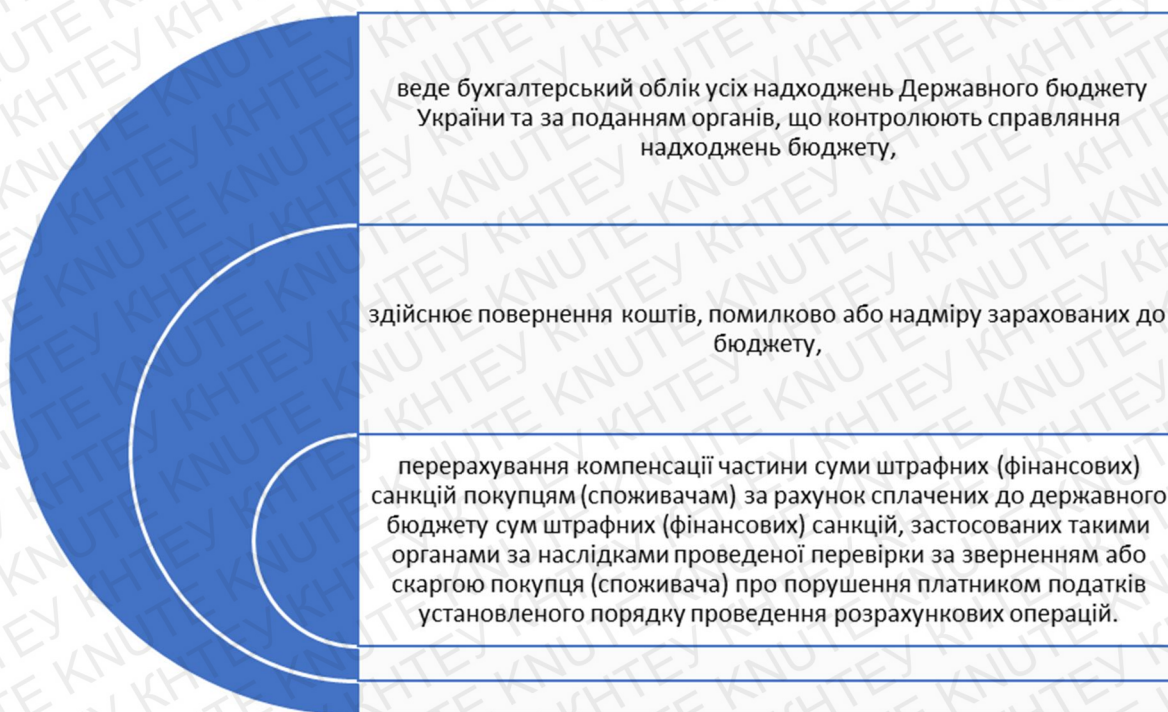 веде бухгалтерський облік усіх надходжень Державного бюджету
України та за поданням органів, що контролюють справляння
надходжень бюджету,
здійснює повернення коштів, помилково або надміру зарахованих до
бюджету,
перерахування компенсації частини суми штрафних (фінансових)
санкцій покупцям (споживачам) за рахунок сплачених до державного
бюджету сум штрафних (фінансових) санкцій, застосованих такими
органами за наслідками проведеної перевірки за зверненням або
скаргою покупця (споживача) про порушення платником податків
установленого порядку проведення розрахункових операцій.